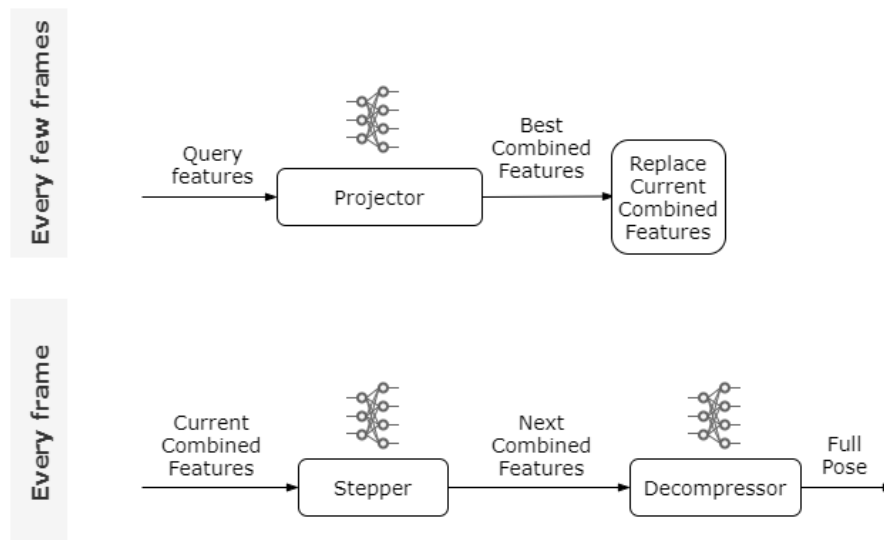 Every few frames
Query
features
Projector
Best
Combined
Features
Replace
Current
Combined
Features
Every frame
Current
Combined
Features
Stepper
Next
Combined
Features
Decompressor
Full
Pose